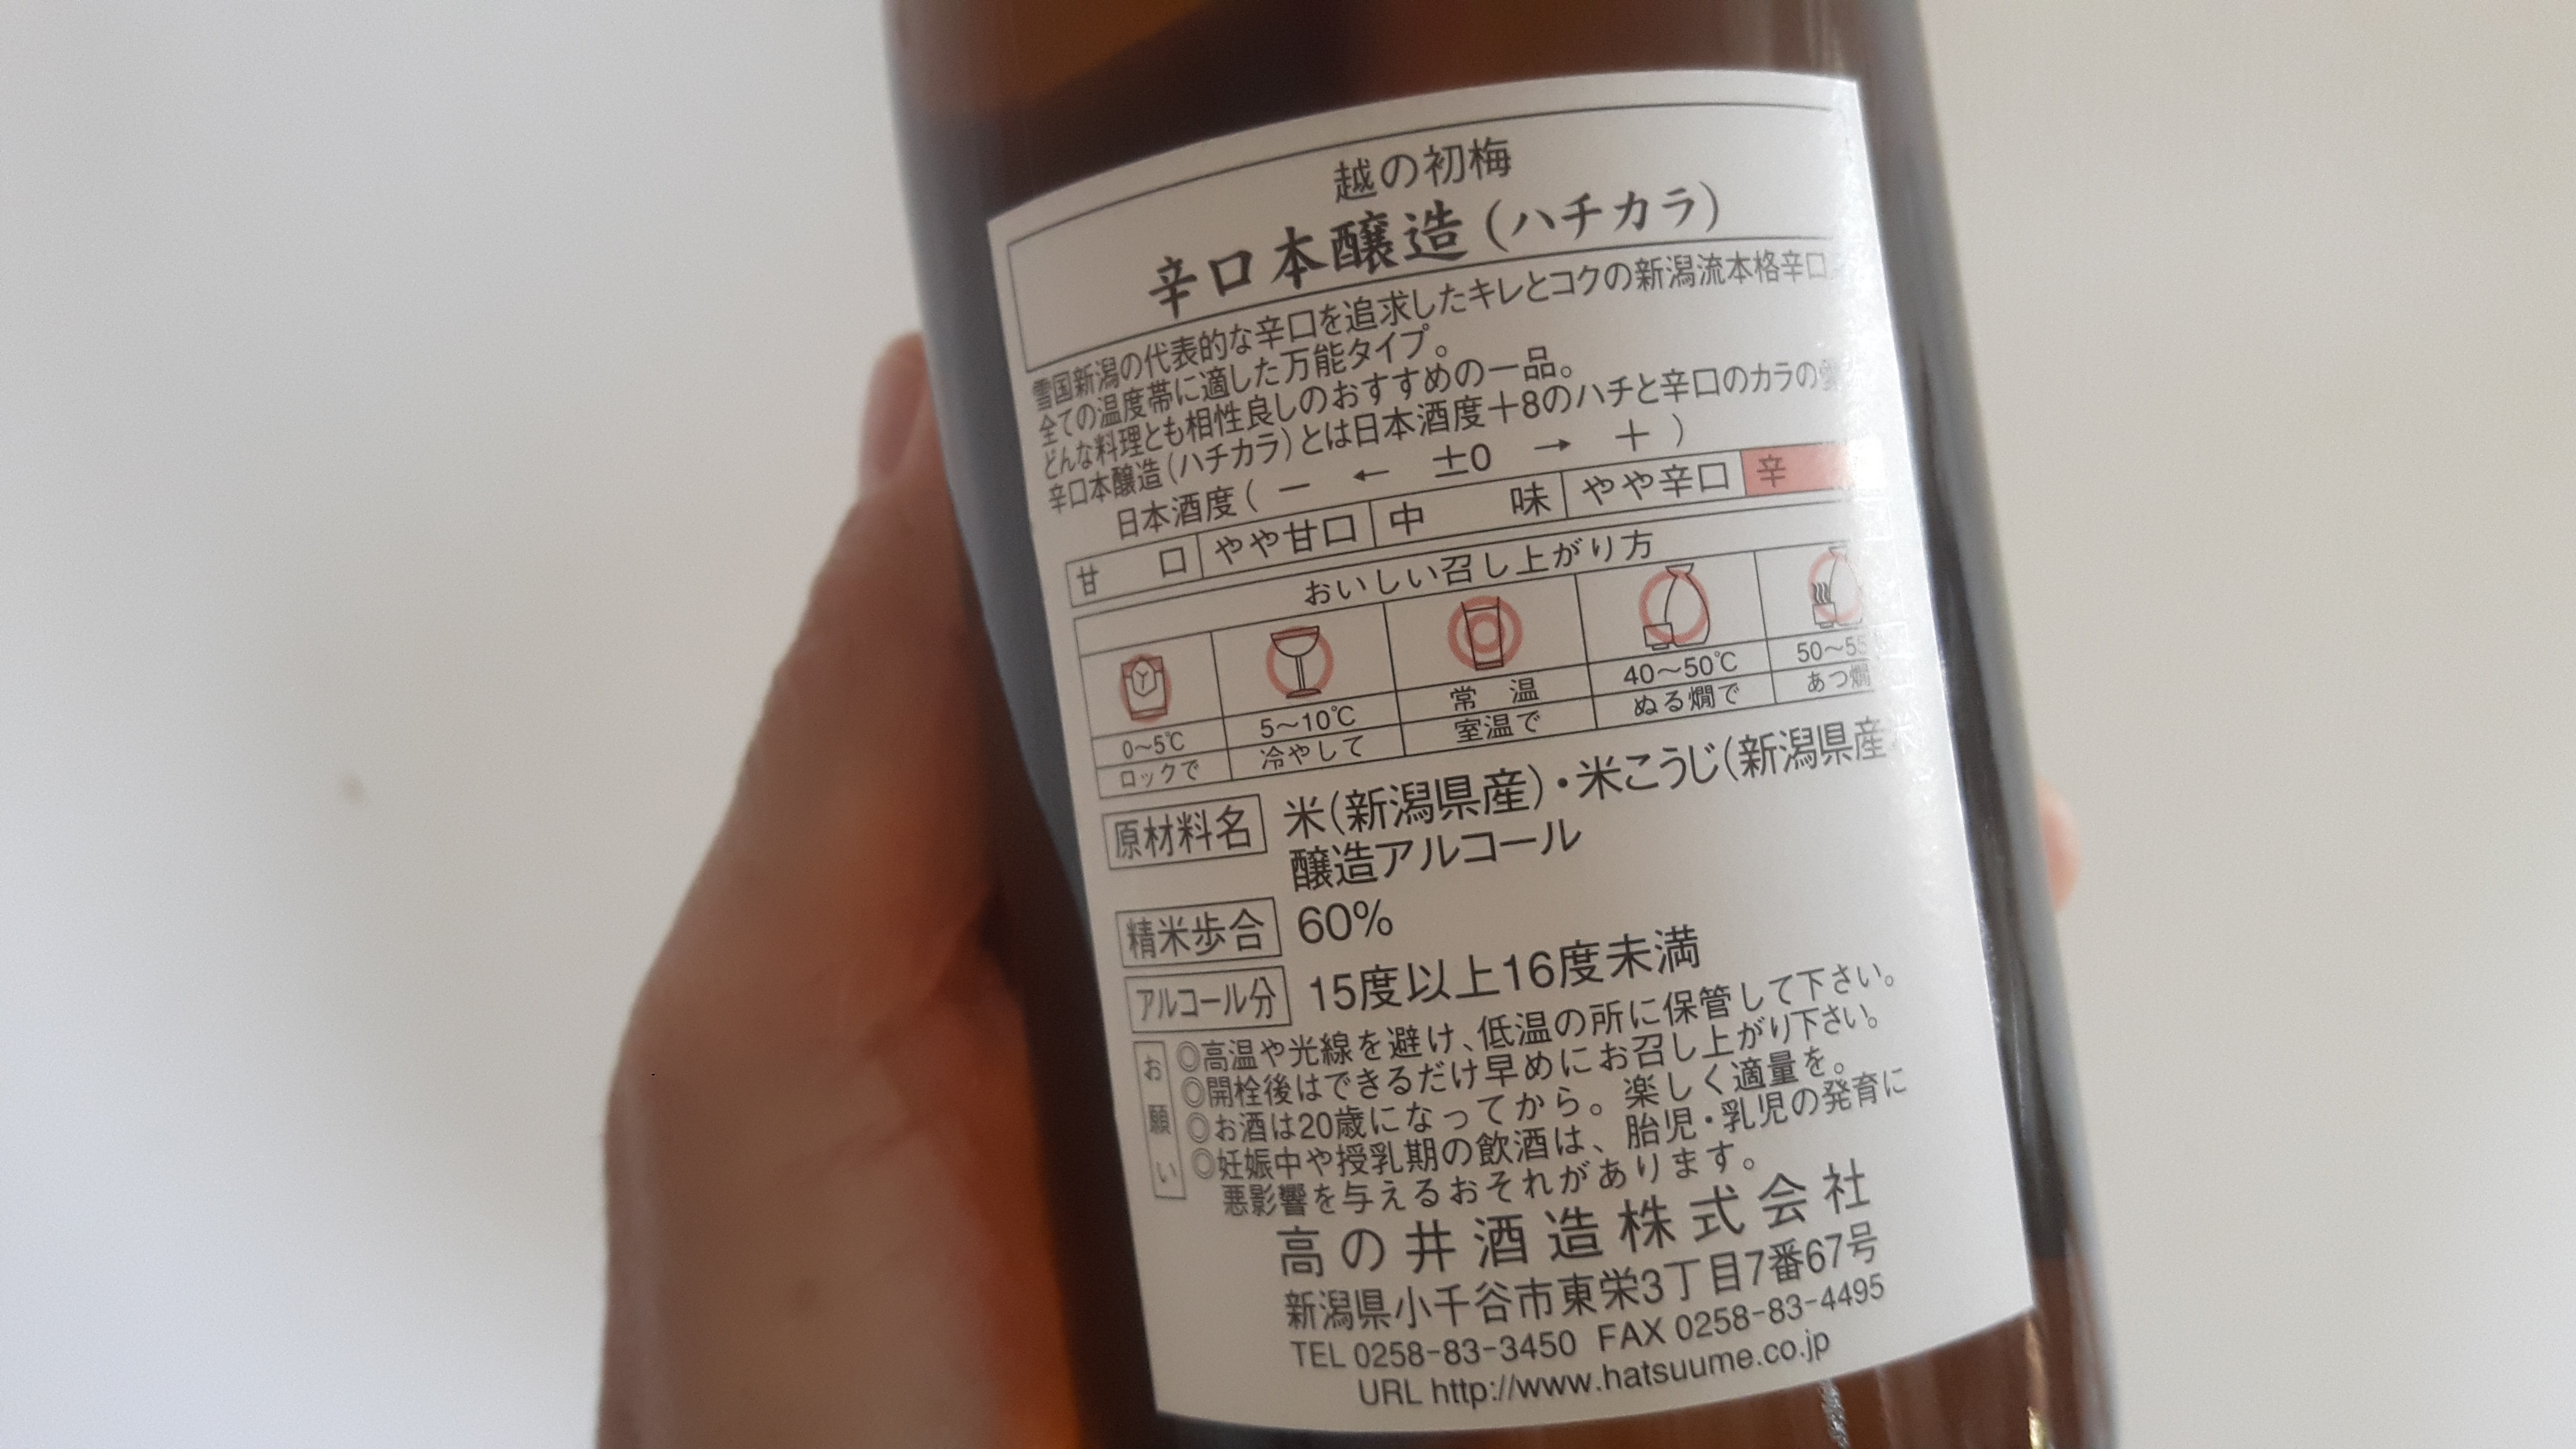 越の初梅
辛口本醸造(ハチカラ)
雪国新潟の代表的な辛口を追求したキレとコクの新潟流本格辛口
全ての温度帯に適した万能タイプ。
どんな料理とも相性良しのおすすめの一品。
辛口本醸造(ハチカラ)とは日本酒度＋8のハチと辛口のカラの
日本酒度( － ← ±0 → ＋ )
甘口 やや甘口 中味 やや辛口 辛
おいしい召し上がり方
0～5℃ 5～10℃ 常温 40～50℃ 50～55
ロックで 冷やして 室温で ぬる燗で あつ燗
原材料名 米(新潟県産)・米こうじ(新潟県産米
醸造アルコール
精米歩合 60%
アルコール分 15度以上16度未満
お願い
◎高温や光線を避け、低温の所に保管して下さい。
◎開栓後はできるだけ早めにお召し上がり下さい。
◎お酒は20歳になってから。楽しく適量を。
◎妊娠中や授乳期の飲酒は、胎児・乳児の発育に
悪影響を与えるおそれがあります。
高の井酒造株式会社
新潟県小千谷市東栄3丁目7番67号
TEL 0258-83-3450 FAX 0258-83-4495
URL http://www.hatsuume.co.jp